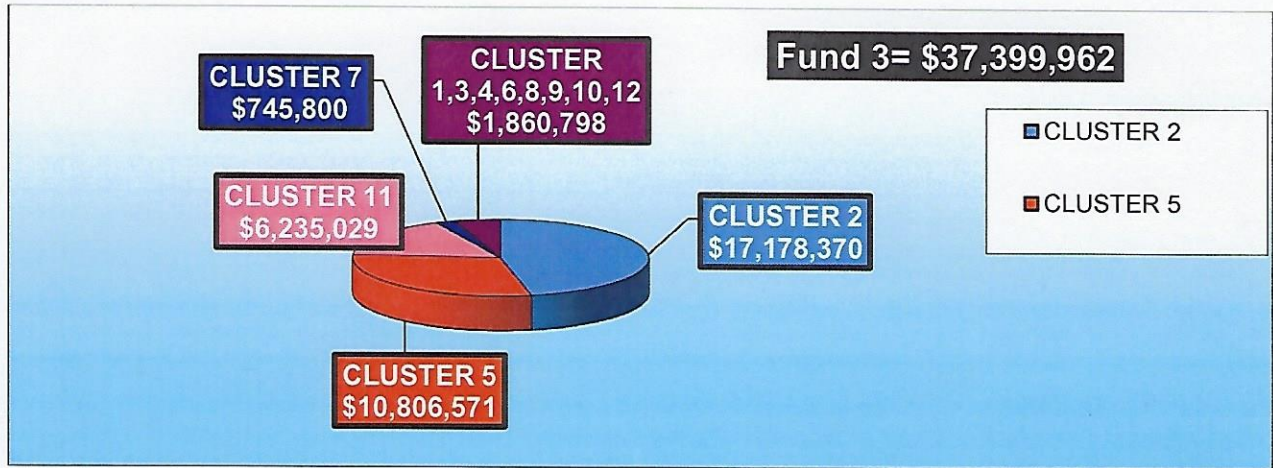 Fund 3= $37,399,962
CLUSTER 7
$745,800
CLUSTER
1,3,4,6,8,9,10,12
$1,860,798
CLUSTER 11
$6,235,029
CLUSTER 2
$17,178,370
CLUSTER 5
$10,806,571
CLUSTER 2
CLUSTER 5